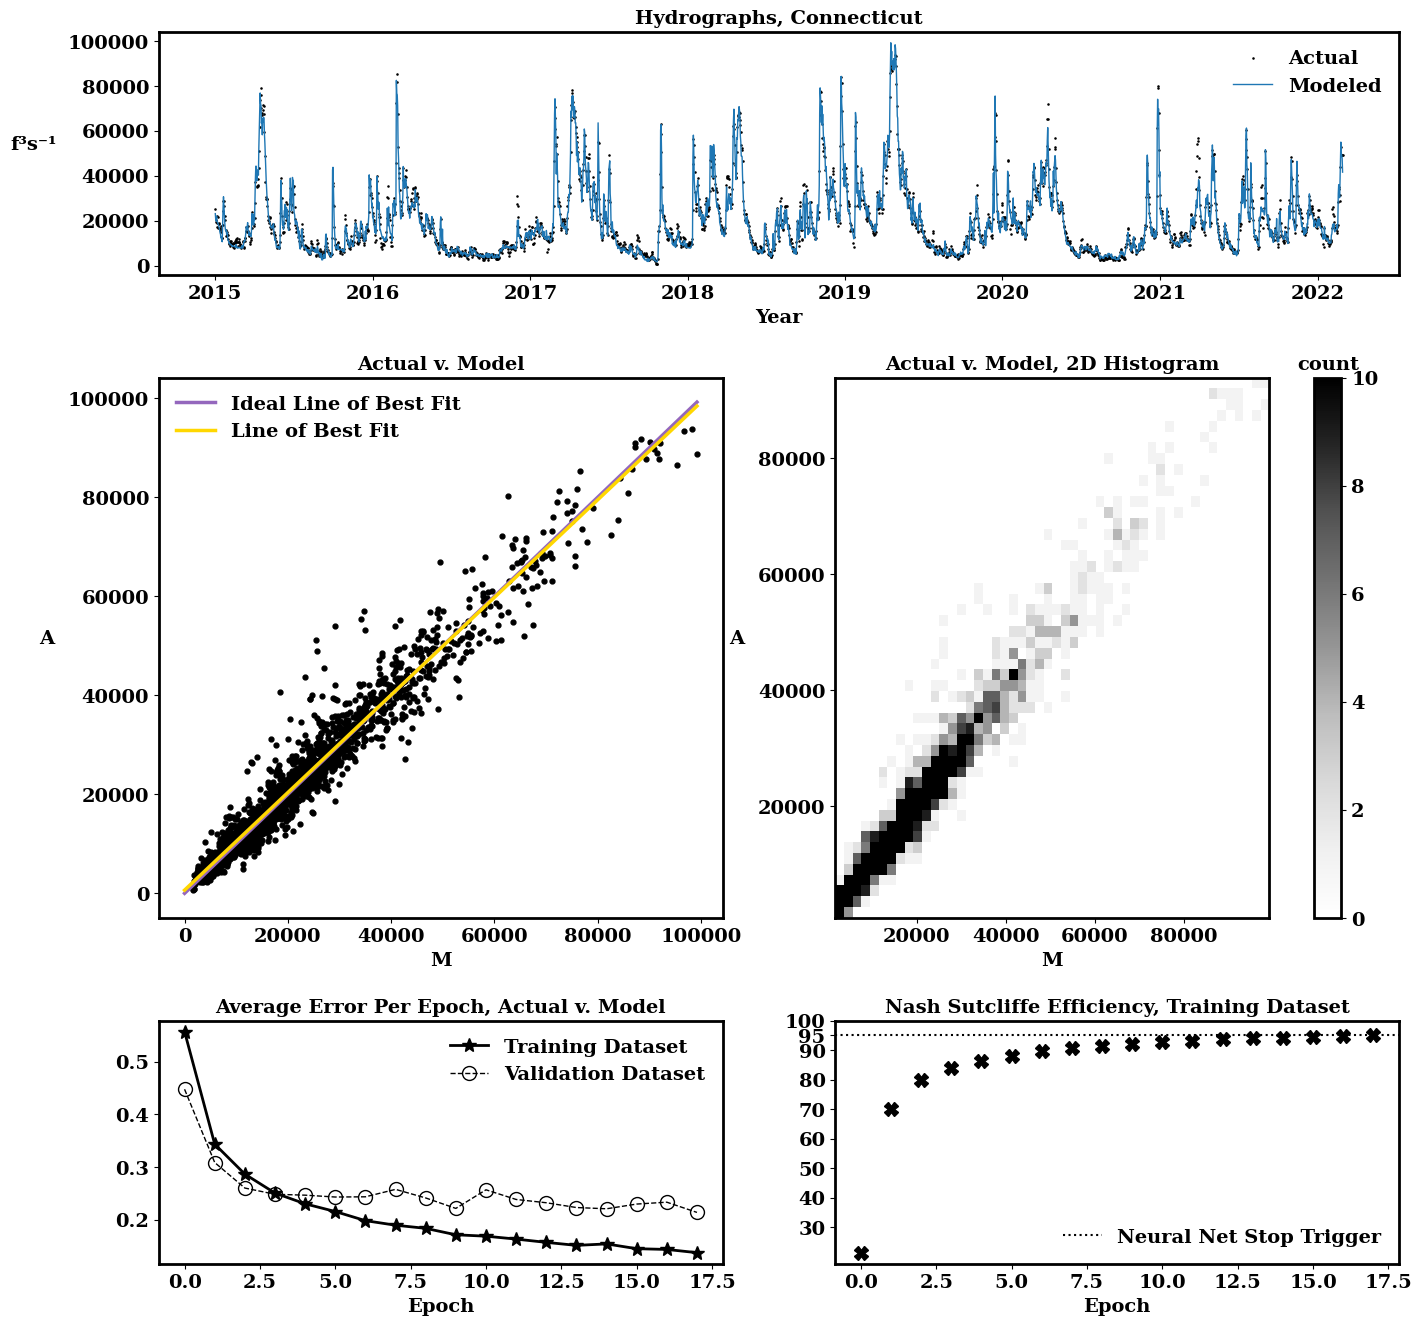 Hydrographs, Connecticut
100000
80000
60000
40000
20000
0
f³s⁻¹
Actual
Modeled
2015 2016 2017 2018 2019 2020 2021 2022
Year
Actual v. Model
100000
80000
60000
40000
20000
0
A
Ideal Line of Best Fit
Line of Best Fit
0 20000 40000 60000 80000 100000
M
Actual v. Model, 2D Histogram
80000
60000
40000
20000
A
20000 40000 60000 80000
M
count
10
8
6
4
2
0
Average Error Per Epoch, Actual v. Model
0.5
0.4
0.3
0.2
Training Dataset
Validation Dataset
0.0 2.5 5.0 7.5 10.0 12.5 15.0 17.5
Epoch
Nash Sutcliffe Efficiency, Training Dataset
100
95
90
80
70
60
50
40
30
Neural Net Stop Trigger
0.0 2.5 5.0 7.5 10.0 12.5 15.0 17.5
Epoch